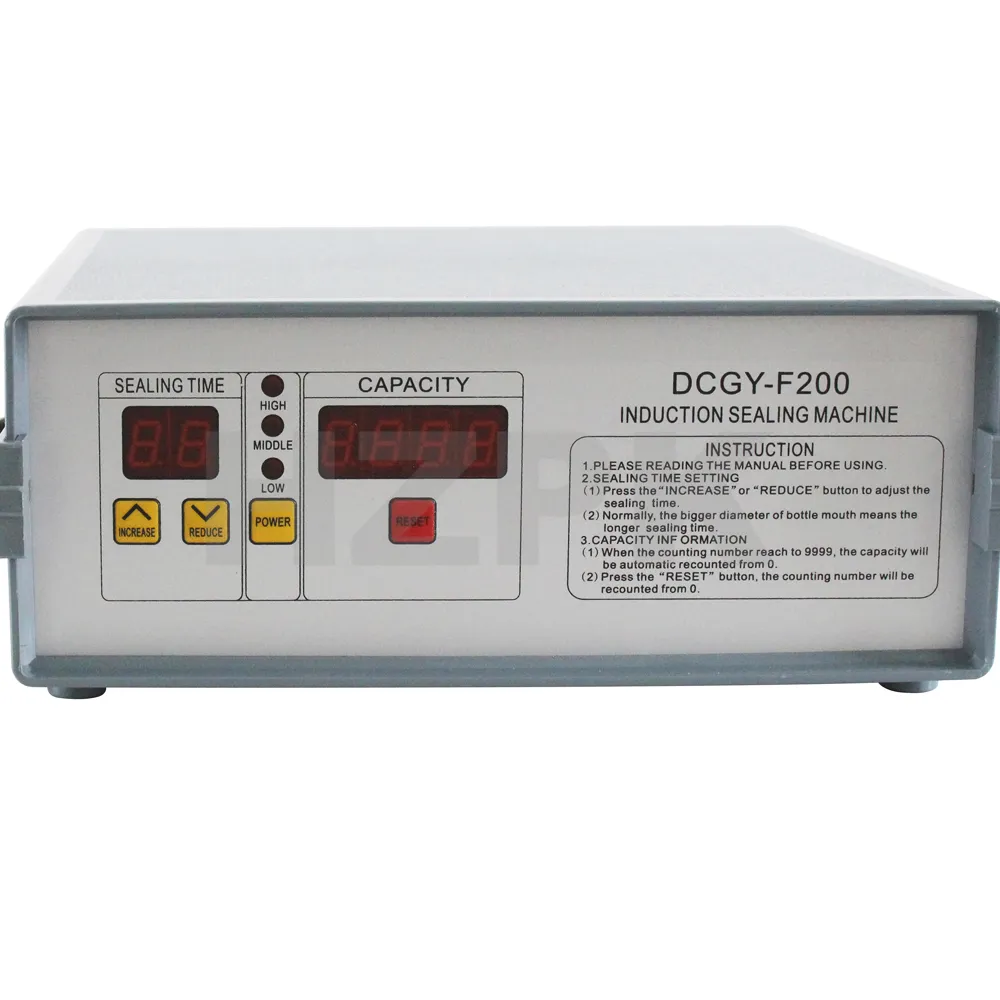 SEALING TIME
HIGH
MIDDLE
LOW
CAPACITY
INCREASE
REDUCE
POWER
RESET
DCGY-F200
INDUCTION SEALING MACHINE
INSTRUCTION
1.PLEASE READING THE MANUAL BEFORE USING.
2.SEALING TIME SETTING
(1) Press the “INCREASE” or “REDUCE” button to adjust the
sealing time.
(2) Normally, the bigger diameter of bottle mouth means the
longer sealing time.
3.CAPACITY INFORMATION
(1) When the counting number reach to 9999, the capacity will
be automatic recounted from 0.
(2) Press the “RESET” button, the counting number will be
recounted from 0.